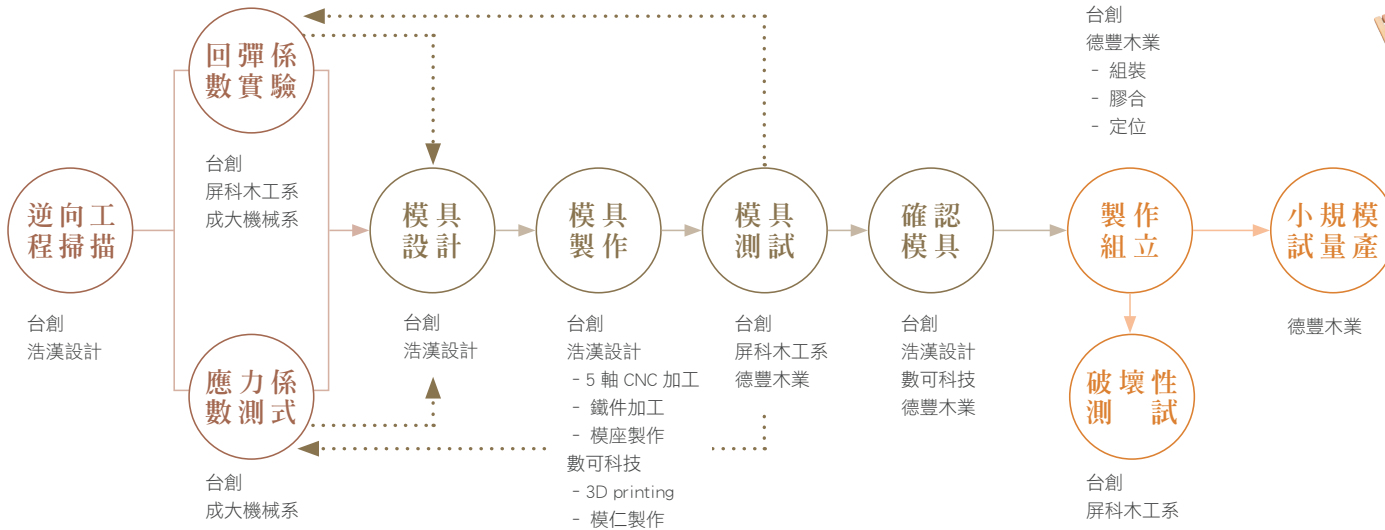 逆向工
程掃描
台創
浩漢設計
回彈係
數實驗
台創
屏科木工系
成大機械系
應力係
數測式
台創
成大機械系
模具
設計
台創
浩漢設計
模具
製作
台創
浩漢設計
- 5 軸 CNC 加工
- 鐵件加工
- 模座製作
數可科技
- 3D printing
- 模仁製作
模具
測試
台創
屏科木工系
德豐木業
確認
模具
台創
浩漢設計
數可科技
德豐木業
台創
德豐木業
- 組裝
- 膠合
- 定位
製作
組立
破壞性
測試
台創
屏科木工系
小規模
試量產
德豐木業